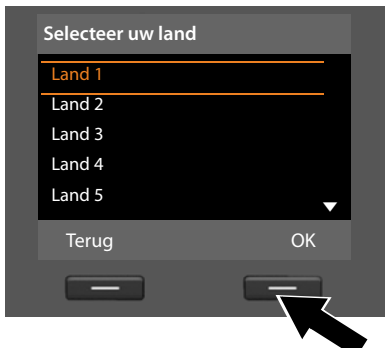 Selecteer uw land
Land 1
Land 2
Land 3
Land 4
Land 5
Terug OK